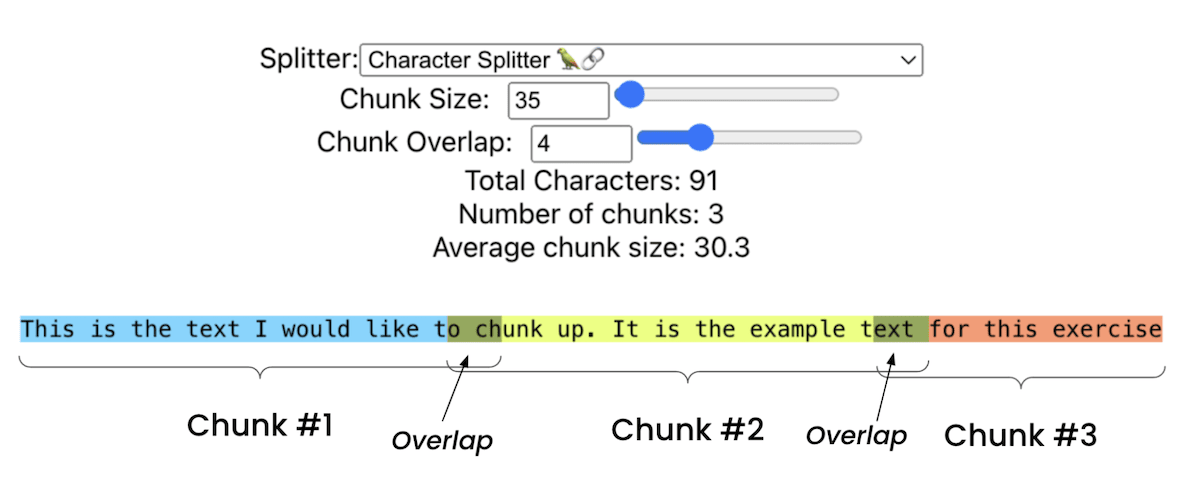 Splitter: Character Splitter 🦜🔗
Chunk Size: 35
Chunk Overlap: 4
Total Characters: 91
Number of chunks: 3
Average chunk size: 30.3
This is the text I would like to chunk up. It is the example text for this exercise
Chunk #1
Overlap
Chunk #2
Overlap
Chunk #3